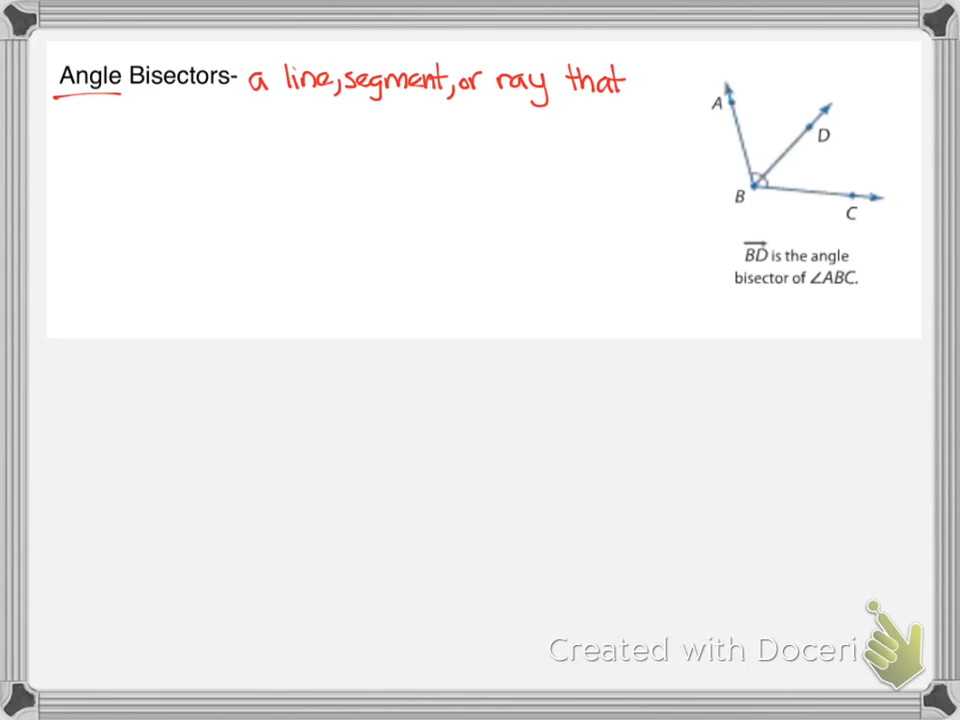 Angle Bisectors- a line, segment, or ray that
A
D
B
C
BD is the angle
bisector of ∠ABC.
Created with Doceri